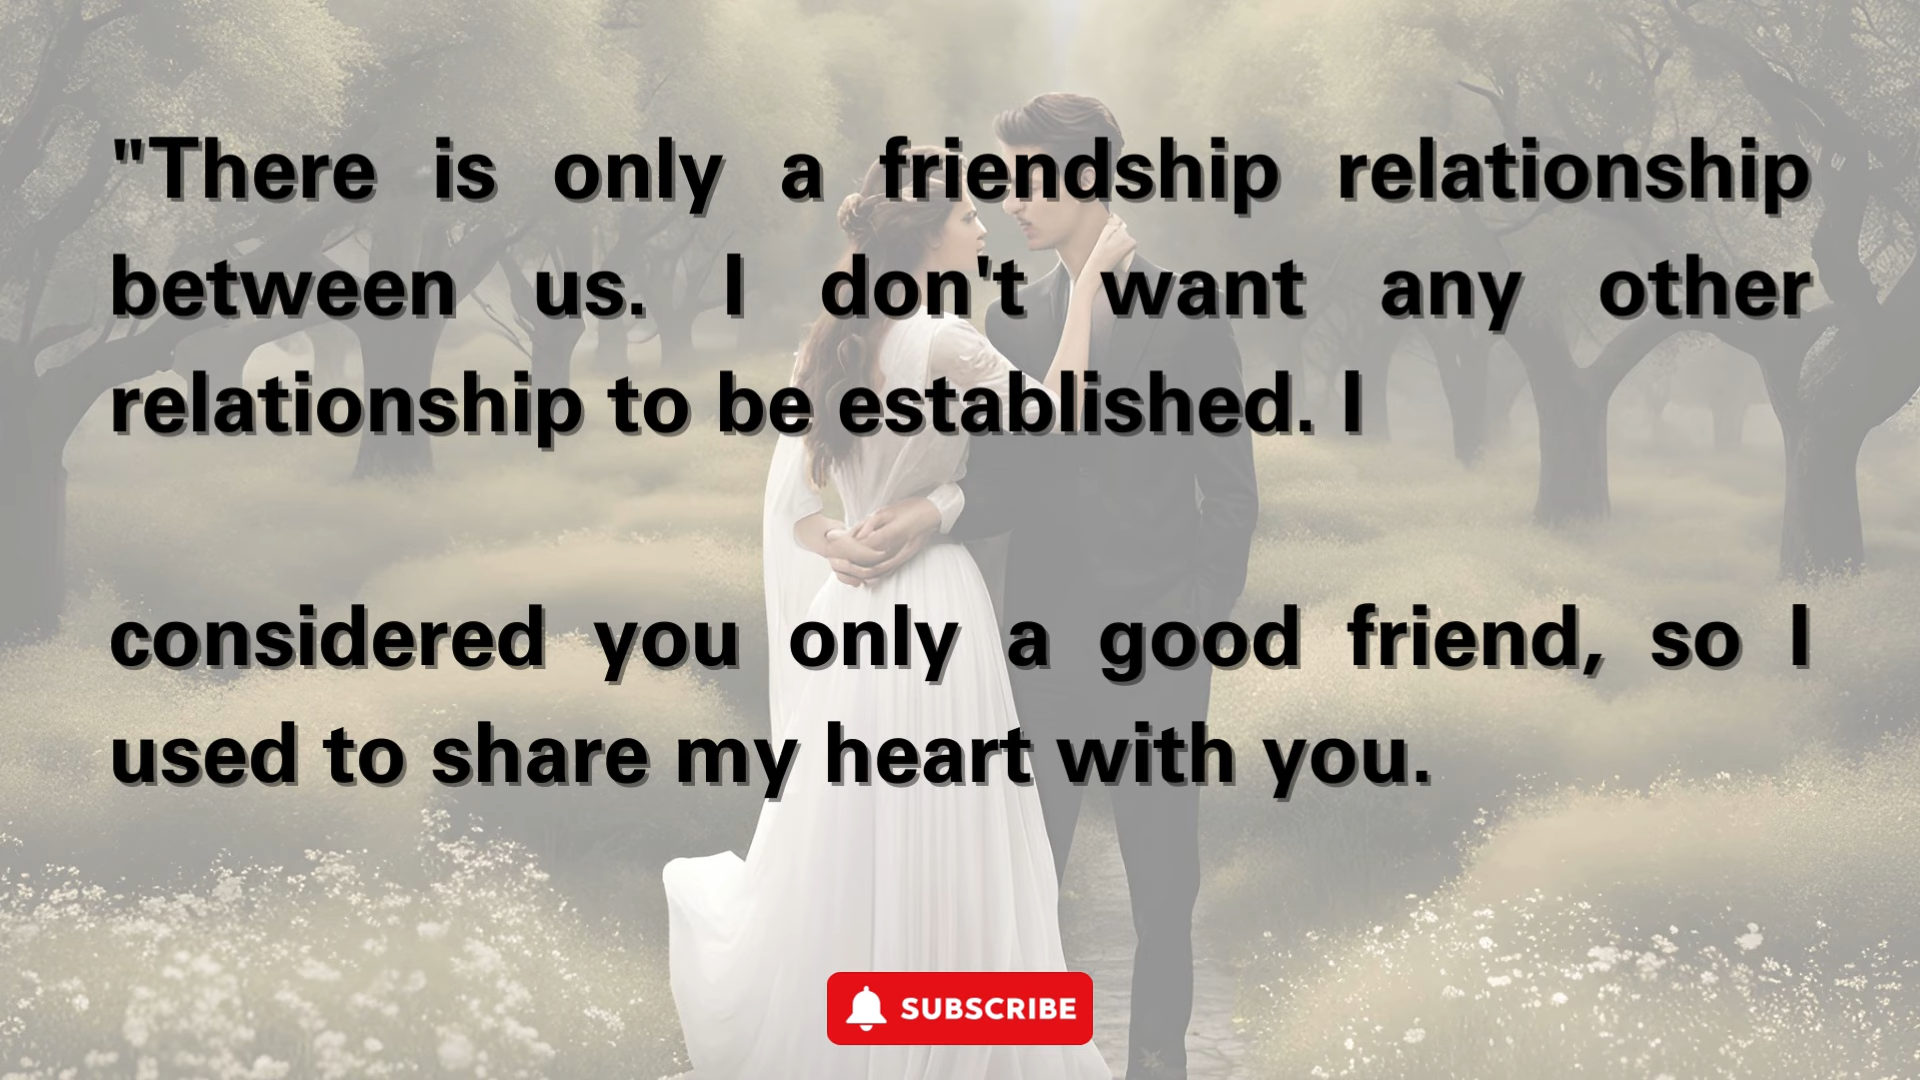 "There is only a friendship relationship
between us. I don't want any other
relationship to be established. I
considered you only a good friend, so I
used to share my heart with you.
SUBSCRIBE